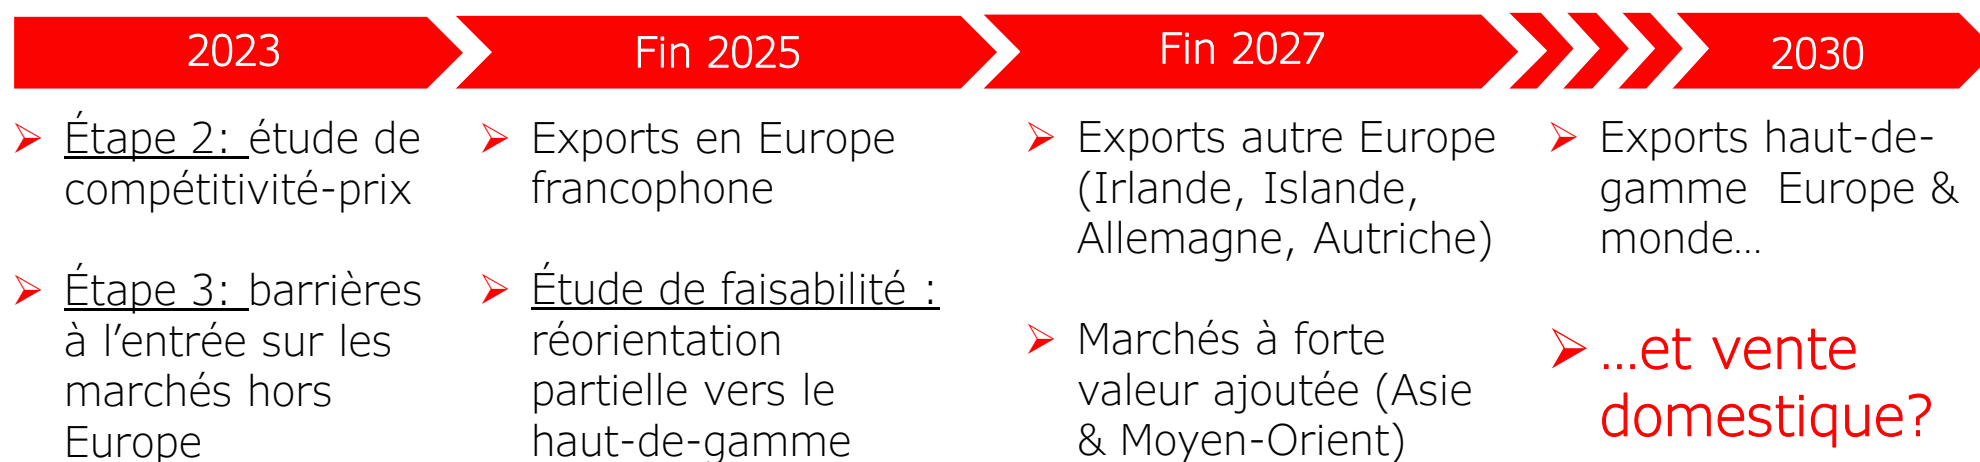 2023
Fin 2025
Fin 2027
2030
Étape 2: étude de
compétitivité-prix
Étape 3: barrières
à l’entrée sur les
marchés hors
Europe
Exports en Europe
francophone
Étude de faisabilité :
réorientation
partielle vers le
haut-de-gamme
Exports autre Europe
(Irlande, Islande,
Allemagne, Autriche)
Marchés à forte
valeur ajoutée (Asie
& Moyen-Orient)
Exports haut-de-
gamme Europe &
monde…
…et vente
domestique?